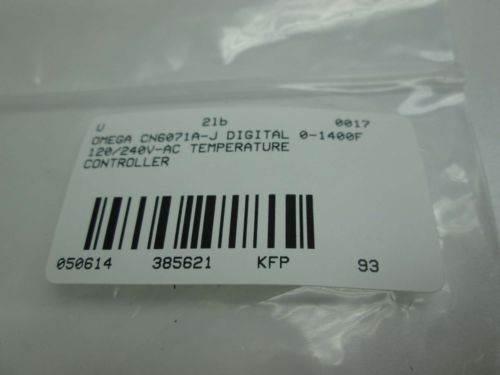 U 21b 0017
OMEGA CN6071A-J DIGITAL 0-1400F
120/240V-AC TEMPERATURE
CONTROLLER
050614 385621 KFP 93